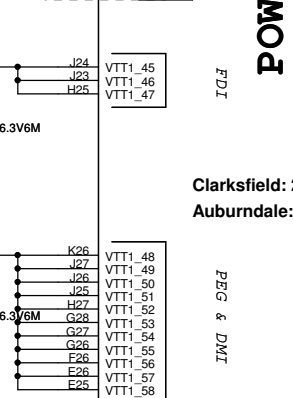 POW
J24 VTT1_45
J23 VTT1_46
H25 VTT1_47
FDI
6.3V6M
Clarksfield:
Auburndale:
K26 VTT1_48
J27 VTT1_49
J26 VTT1_50
J25 VTT1_51
H27 VTT1_52
G28 VTT1_53
G27 VTT1_54
G26 VTT1_55
F26 VTT1_56
E26 VTT1_57
E25 VTT1_58
6.3V6M
PEG & DMI